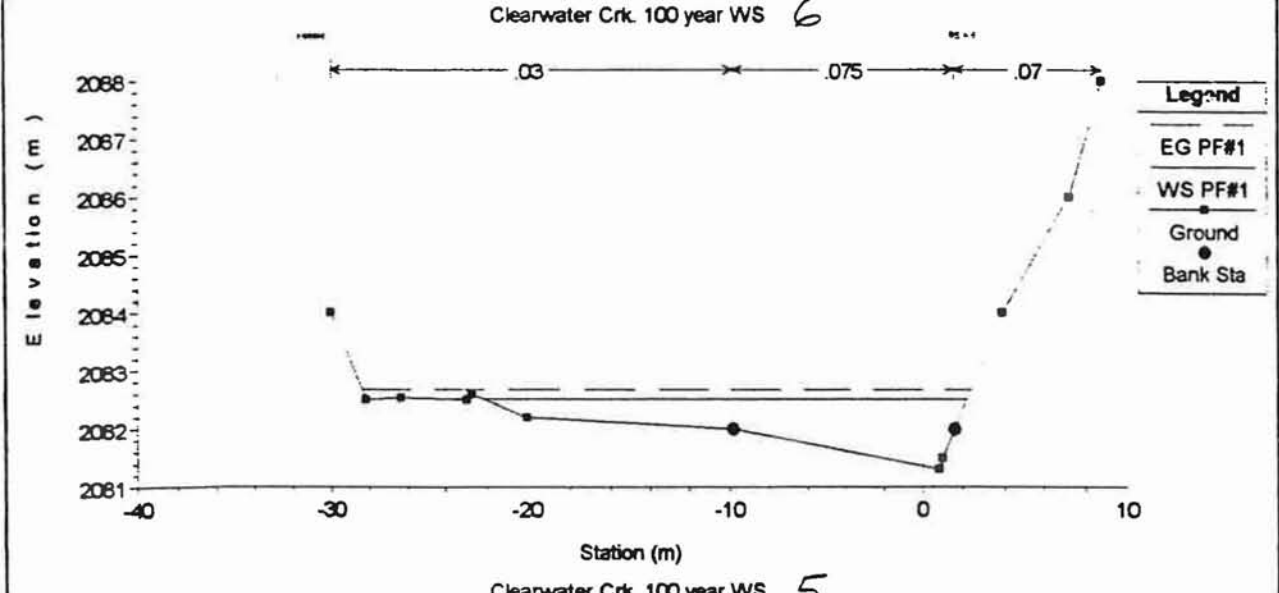 Clearwater Crk. 100 year WS 6
.03 .075 .07
2088
2087
2086
2085
2084
2083
2082
2081
Elevation (m)
-40 -30 -20 -10 0 10
Station (m)
Legend
EG PF#1
WS PF#1
Ground
Bank Sta
Clearwater Crk. 100 year WS 5